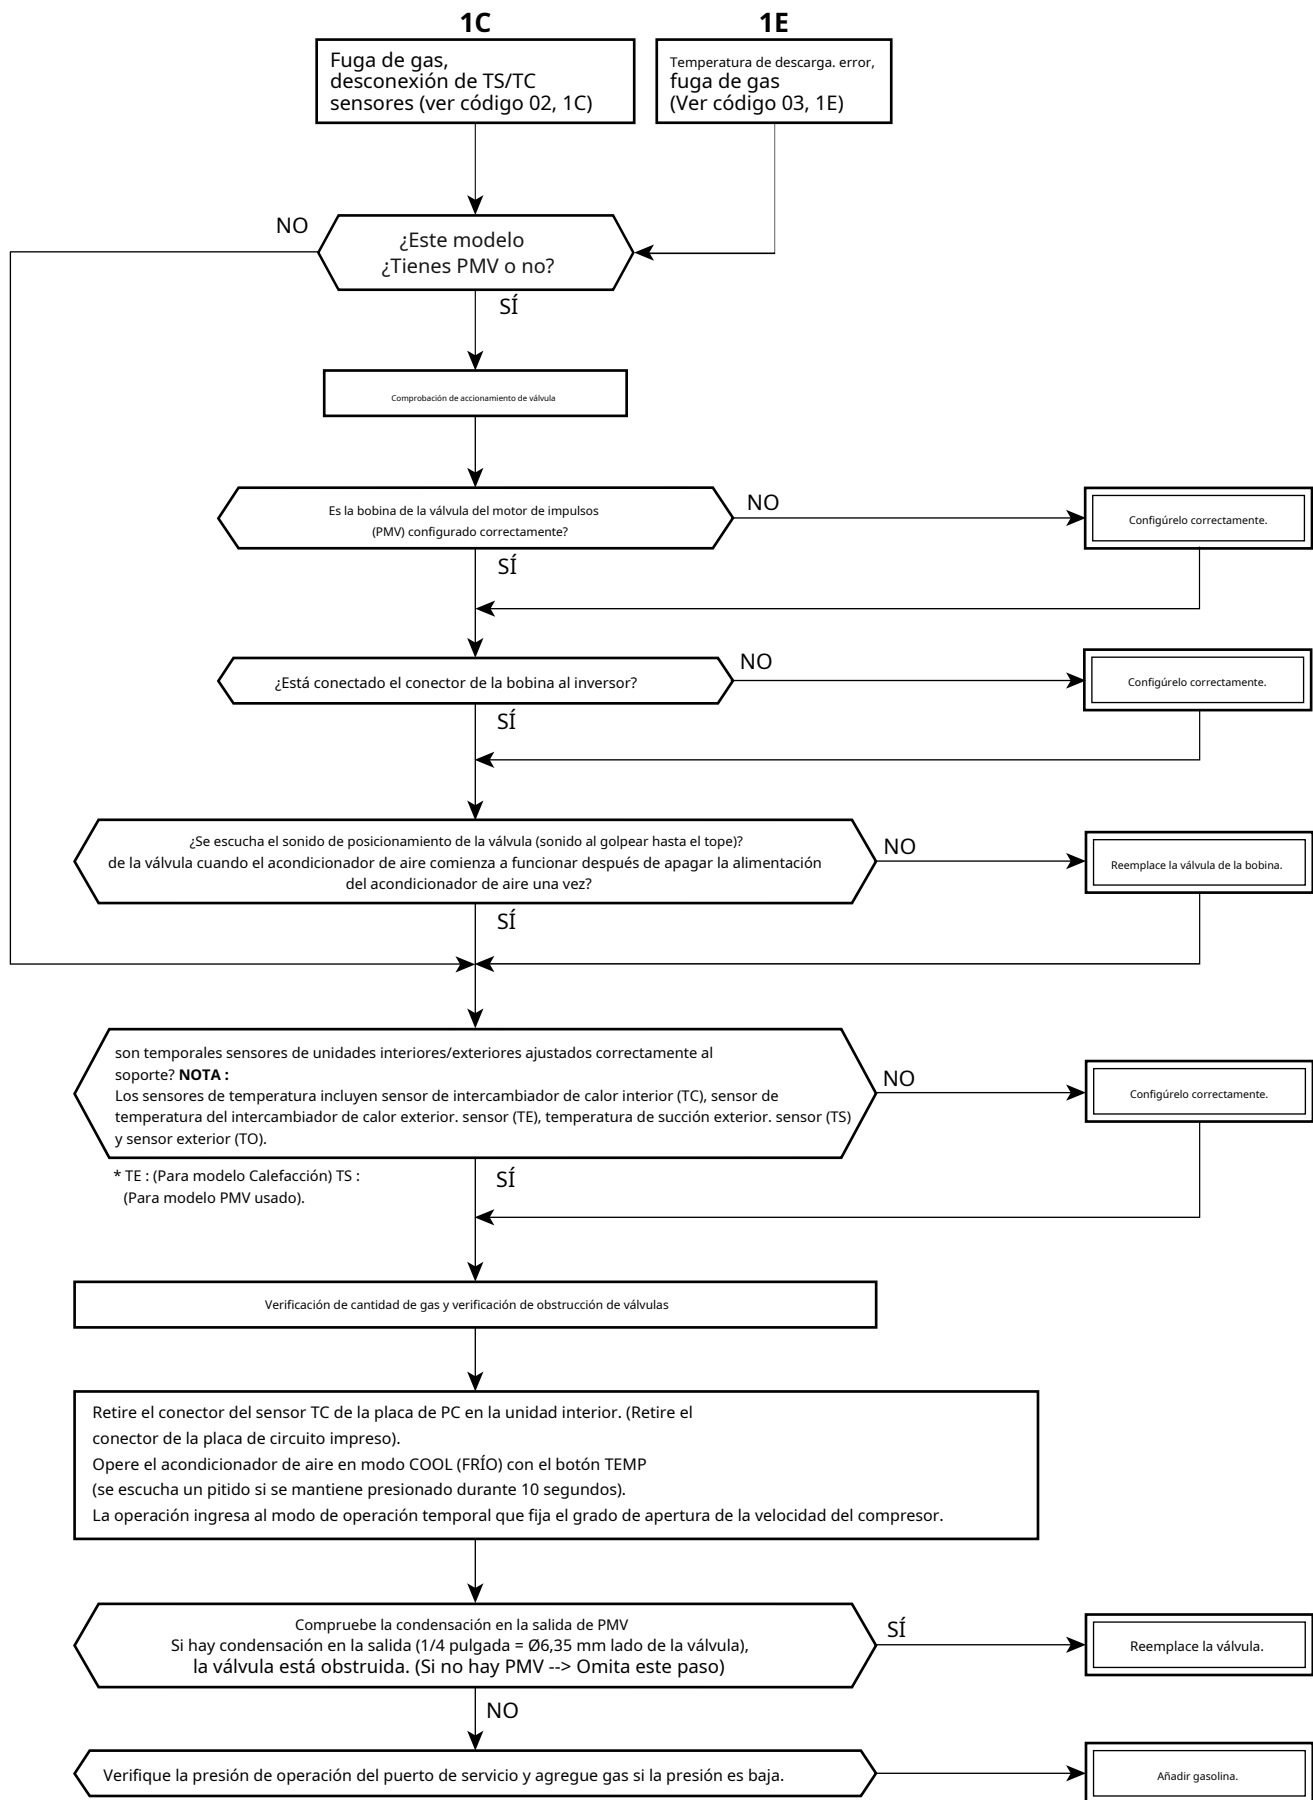 1C
1E
Fuga de gas,
desconexión de TS/TC
sensores (ver código 02, 1C)
Temperatura de descarga. error,
fuga de gas
(Ver código 03, 1E)
NO
¿Este modelo
¿Tienes PMV o no?
SÍ
Comprobación de accionamiento de válvula
Es la bobina de la válvula del motor de impulsos
(PMV) configurado correctamente?
NO
Configúrelo correctamente.
SÍ
¿Está conectado el conector de la bobina al inversor?
NO
Configúrelo correctamente.
SÍ
¿Se escucha el sonido de posicionamiento de la válvula (sonido al golpear hasta el tope)?
de la válvula cuando el acondicionador de aire comienza a funcionar después de apagar la alimentación
del acondicionador de aire una vez?
NO
Reemplace la válvula de la bobina.
SÍ
son temporales sensores de unidades interiores/exteriores ajustados correctamente al
soporte? NOTA :
Los sensores de temperatura incluyen sensor de intercambiador de calor interior (TC), sensor de
temperatura del intercambiador de calor exterior. sensor (TE), temperatura de succión exterior. sensor (TS)
y sensor exterior (TO).
NO
Configúrelo correctamente.
* TE : (Para modelo Calefacción) TS :
(Para modelo PMV usado).
SÍ
Verificación de cantidad de gas y verificación de obstrucción de válvulas
Retire el conector del sensor TC de la placa de PC en la unidad interior. (Retire el
conector de la placa de circuito impreso).
Opere el acondicionador de aire en modo COOL (FRÍO) con el botón TEMP
(se escucha un pitido si se mantiene presionado durante 10 segundos).
La operación ingresa al modo de operación temporal que fija el grado de apertura de la velocidad del compresor.
Compruebe la condensación en la salida de PMV
Si hay condensación en la salida (1/4 pulgada = Ø6,35 mm lado de la válvula),
la válvula está obstruida. (Si no hay PMV --> Omita este paso)
SÍ
Reemplace la válvula.
NO
Verifique la presión de operación del puerto de servicio y agregue gas si la presión es baja.
Añadir gasolina.